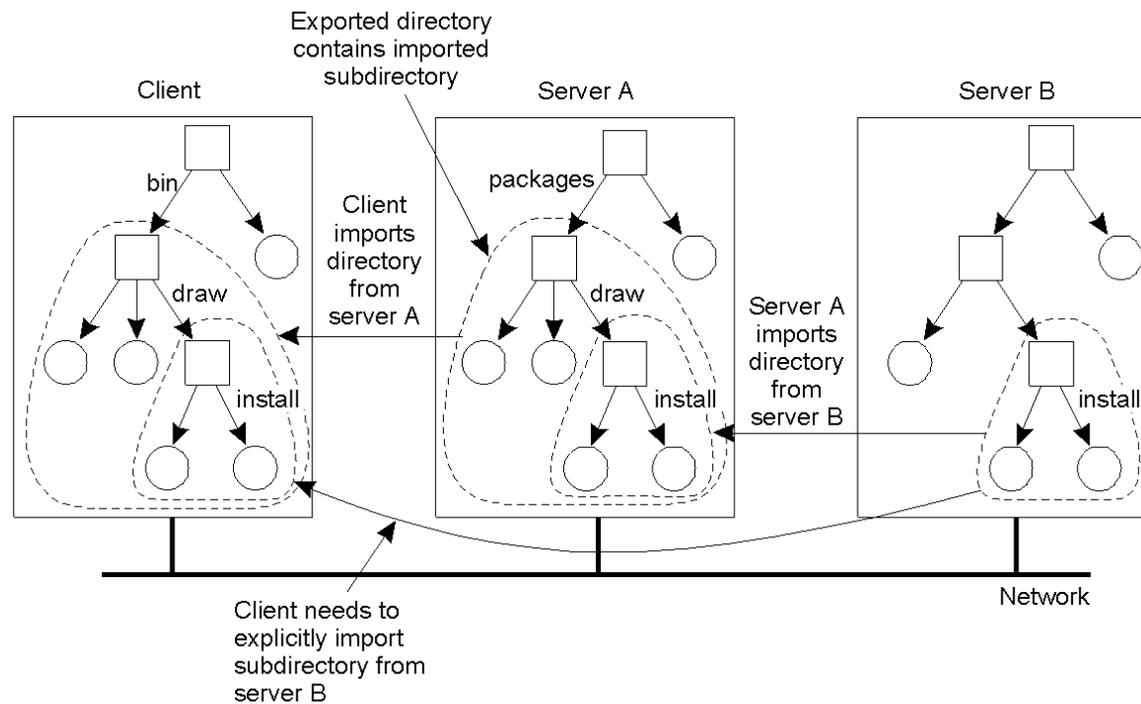 Exported directory
contains imported
subdirectory
Client
Server A
Server B
bin
packages
Client
imports
directory
from
server A
draw
draw
Server A
imports
directory
from
server B
install
install
install
Network
Client needs to
explicitly import
subdirectory from
server B